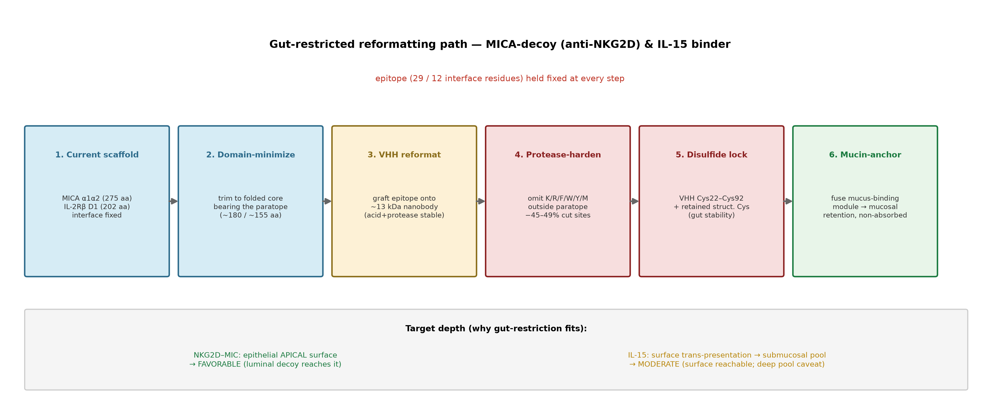 Gut-restricted reformatting path — MICA-decoy (anti-NKG2D) & IL-15 binder
epitope (29 / 12 interface residues) held fixed at every step
1. Current scaffold
MICA α1α2 (275 aa)
IL-2Rβ D1 (202 aa)
interface fixed
2. Domain-minimize
trim to folded core
bearing the paratope
(~180 / ~155 aa)
3. VHH reformat
graft epitope onto
~13 kDa nanobody
(acid+protease stable)
4. Protease-harden
omit K/R/F/W/Y/M
outside paratope
−45–49% cut sites
5. Disulfide lock
VHH Cys22–Cys92
+ retained struct. Cys
(gut stability)
6. Mucin-anchor
fuse mucus-binding
module → mucosal
retention, non-absorbed
Target depth (why gut-restriction fits):
NKG2D–MIC: epithelial APICAL surface
→ FAVORABLE (luminal decoy reaches it)
IL-15: surface trans-presentation → submucosal pool
→ MODERATE (surface reachable; deep pool caveat)